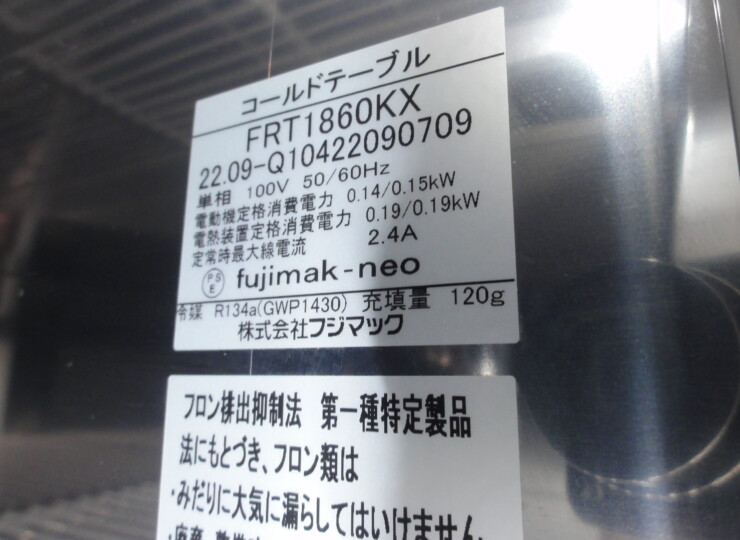 コールドテーブル
FRT1860KX
22.09-Q10422090709
単相 100V 50/60Hz
電動機定格消費電力 0.14/0.15kW
電熱装置定格消費電力 0.19/0.19kW
定常時最大線電流 2.4A
PSE fujimak-neo
冷媒 R134a(GWP1430) 充填量 120g
株式会社フジマック
フロン排出抑制法 第一種特定製品
法にもとづき、フロン類は
・みだりに大気に漏らしてはいけません。